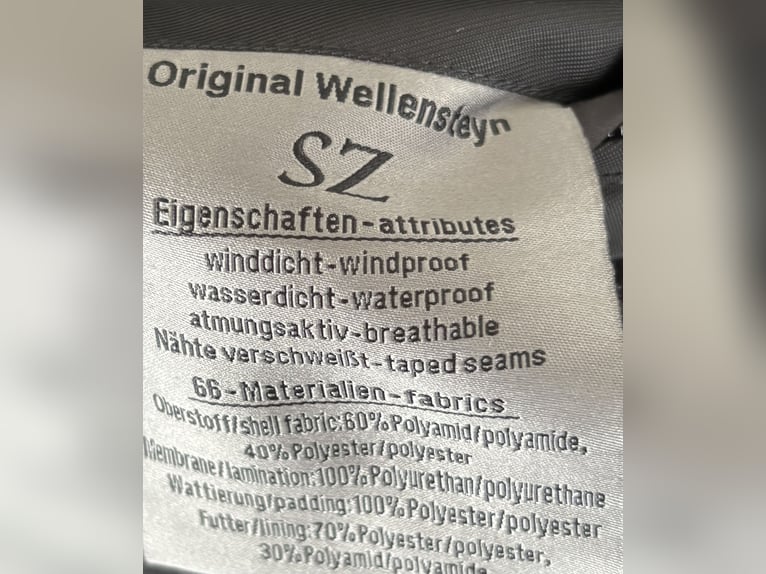 Original Wellensteyn
SZ
Eigenschaften-attributes
winddicht-windproof
wasserdicht-waterproof
atmungsaktiv-breathable
Nähte verschweißt-taped seams
66-Materialien-fabrics
Oberstoff/shell fabric:60%Polyamid/polyamide,
40%Polyester/polyester
Membrane/lamination:100%Polyurethan/polyurethane
Wattierung/padding:100%Polyester/polyester
Futter/lining:70%Polyester/polyester,
30%Polyamid/polyamide